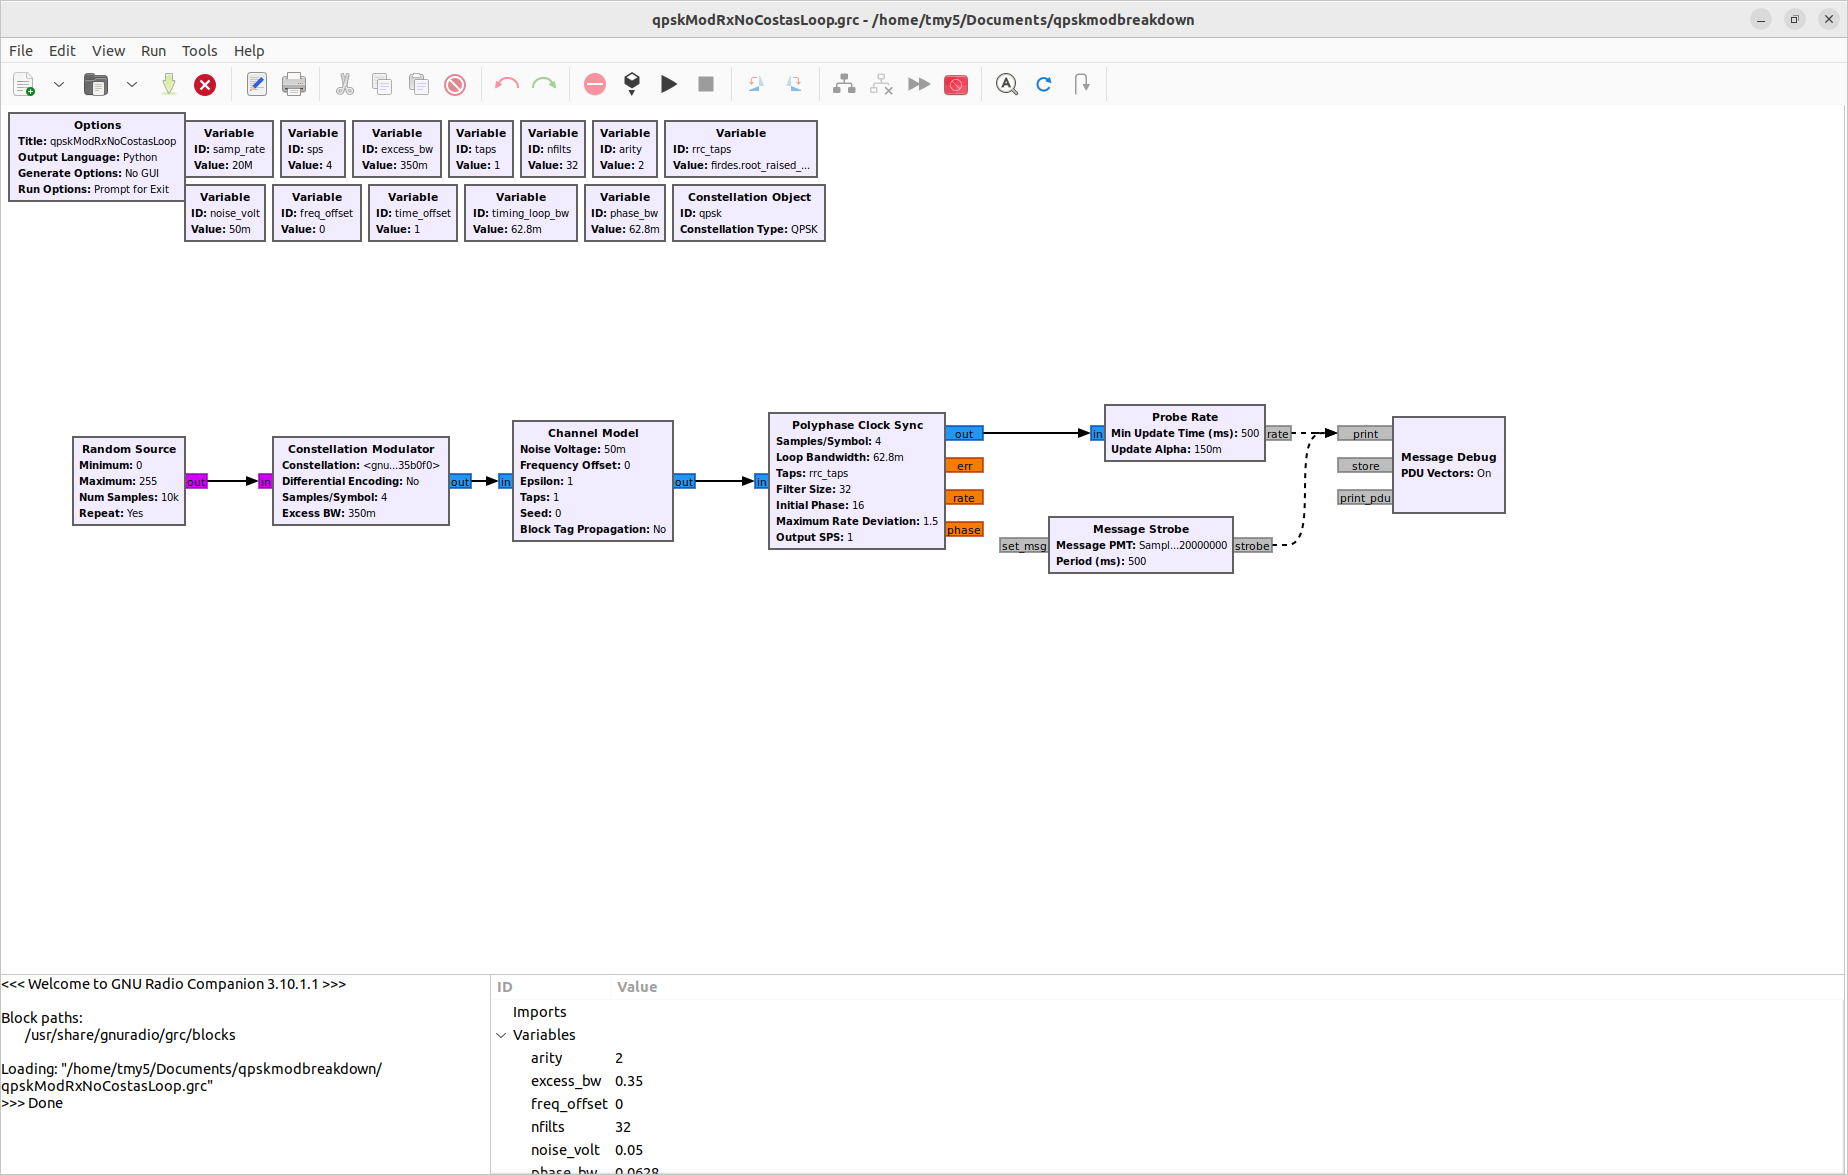 qpskModRxNoCostasLoop.grc - /home/tmy5/Documents/qpskmodbreakdown
File Edit View Run Tools Help
Options
Title: qpskModRxNoCostasLoop
Output Language: Python
Generate Options: No GUI
Run Options: Prompt for Exit
Variable
ID: samp_rate
Value: 20M
Variable
ID: sps
Value: 4
Variable
ID: excess_bw
Value: 350m
Variable
ID: taps
Value: 1
Variable
ID: nfilts
Value: 32
Variable
ID: arity
Value: 2
Variable
ID: rrc_taps
Value: firdes.root_raised_...
Variable
ID: noise_volt
Value: 50m
Variable
ID: freq_offset
Value: 0
Variable
ID: time_offset
Value: 1
Variable
ID: timing_loop_bw
Value: 62.8m
Variable
ID: phase_bw
Value: 62.8m
Constellation Object
ID: qpsk
Constellation Type: QPSK
Random Source
Minimum: 0
Maximum: 255
Num Samples: 10k
Repeat: Yes
out
in
Constellation Modulator
Constellation: <gnu...35b0f0>
Differential Encoding: No
Samples/Symbol: 4
Excess BW: 350m
out
in
Channel Model
Noise Voltage: 50m
Frequency Offset: 0
Epsilon: 1
Taps: 1
Seed: 0
Block Tag Propagation: No
out
in
Polyphase Clock Sync
Samples/Symbol: 4
Loop Bandwidth: 62.8m
Taps: rrc_taps
Filter Size: 32
Initial Phase: 16
Maximum Rate Deviation: 1.5
Output SPS: 1
out
err
rate
phase
in
Probe Rate
Min Update Time (ms): 500
Update Alpha: 150m
rate
set_msg
Message Strobe
Message PMT: Sampl...20000000
Period (ms): 500
strobe
print
store
print_pdu
Message Debug
PDU Vectors: On
<<< Welcome to GNU Radio Companion 3.10.1.1 >>>
Block paths:
/usr/share/gnuradio/grc/blocks
Loading: "/home/tmy5/Documents/qpskmodbreakdown/
qpskModRxNoCostasLoop.grc"
>>> Done
ID Value
Imports
Variables
arity 2
excess_bw 0.35
freq_offset 0
nfilts 32
noise_volt 0.05
phase_bw 0.0628